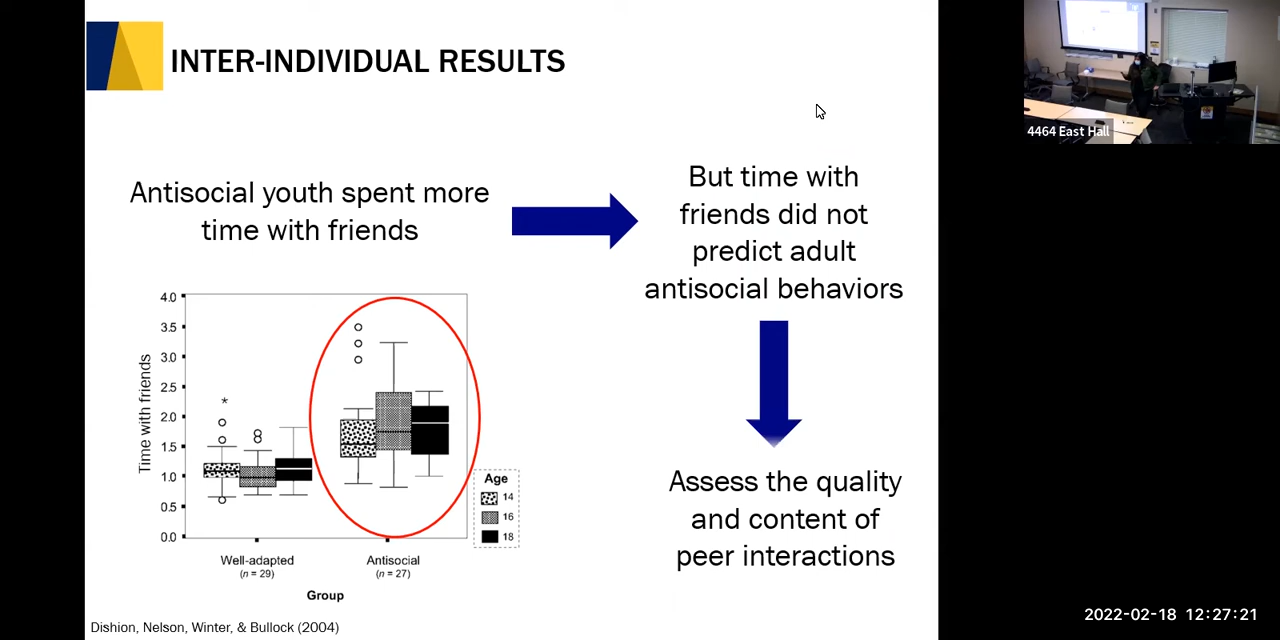 INTER-INDIVIDUAL RESULTS
4464 East Hall
Antisocial youth spent more
time with friends
But time with
friends did not
predict adult
antisocial behaviors
Assess the quality
and content of
peer interactions
Time with friends
4.0
3.5
3.0
2.5
2.0
1.5
1.0
0.5
0.0
*
Age
14
16
18
Well-adapted
(n = 29)
Antisocial
(n = 27)
Group
Dishion, Nelson, Winter, & Bullock (2004)
2022-02-18 12:27:21